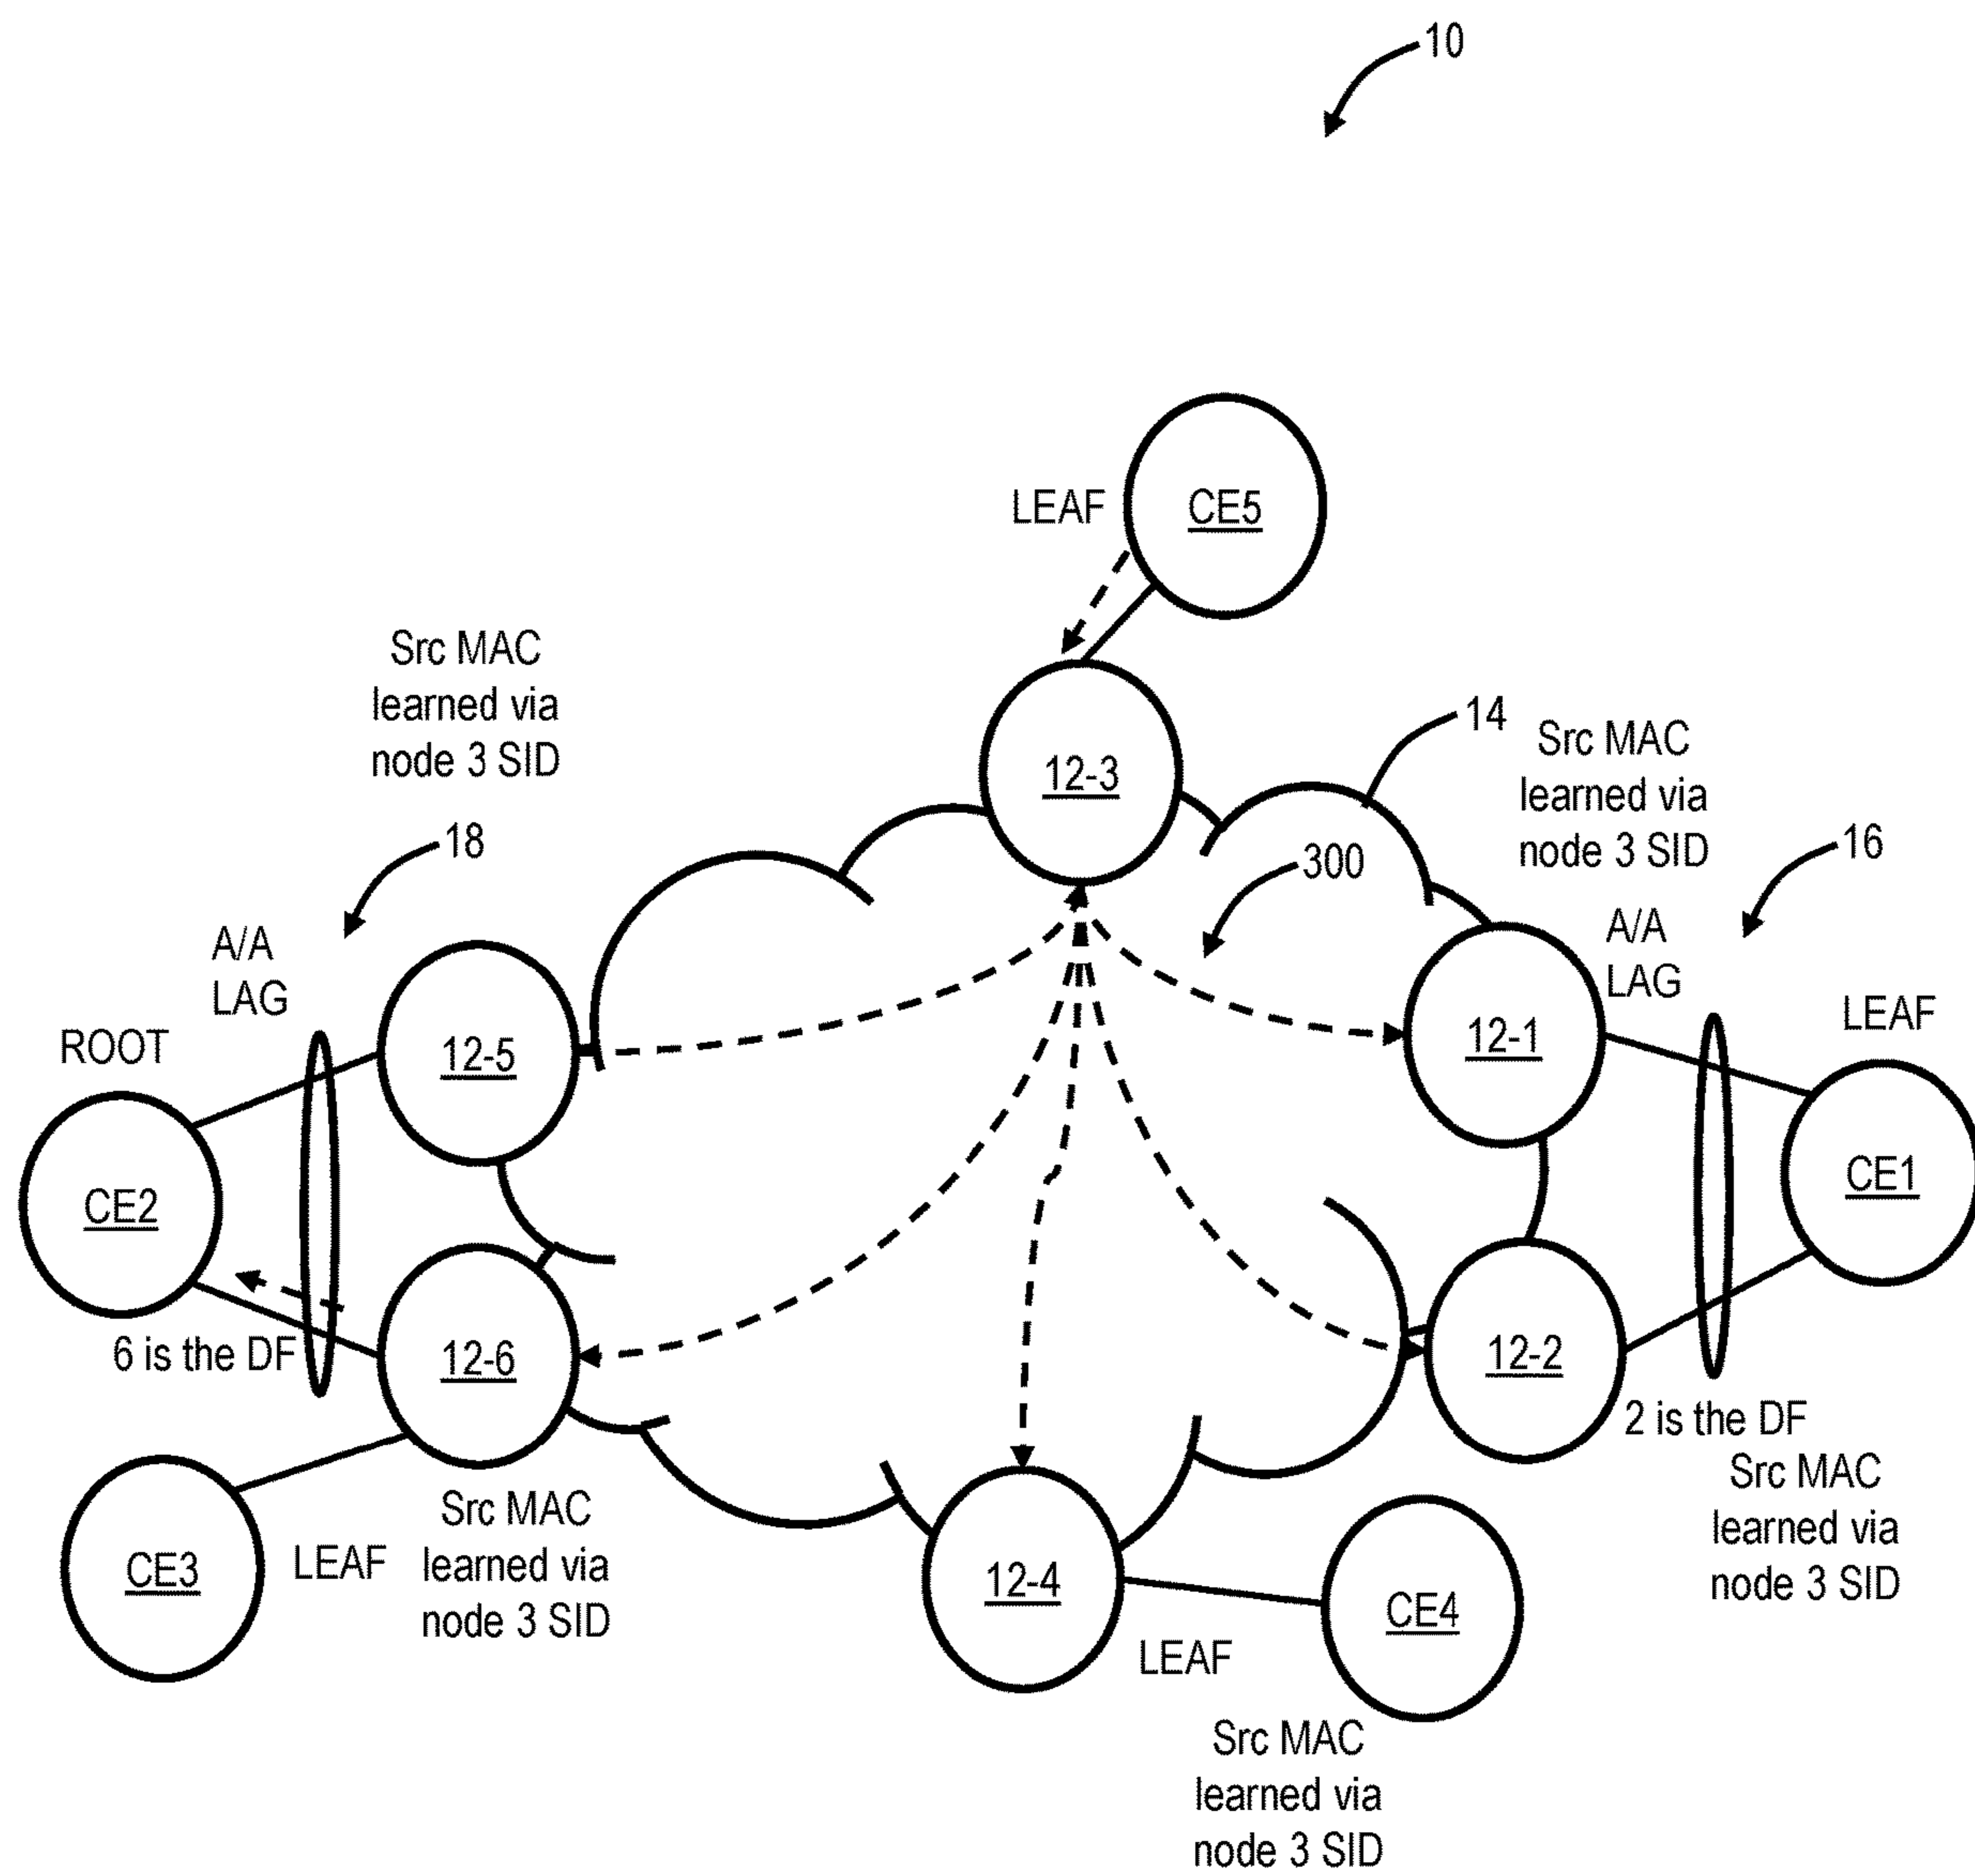 10
LEAF
CE5
Src MAC
learned via
node 3 SID
12-3
14
Src MAC
learned via
node 3 SID
18
300
16
A/A
LAG
A/A
LAG
ROOT
12-5
12-1
LEAF
CE2
CE1
6 is the DF
12-6
12-2
2 is the DF
Src MAC
learned via
node 3 SID
CE3
LEAF
Src MAC
learned via
node 3 SID
12-4
CE4
LEAF
Src MAC
learned via
node 3 SID